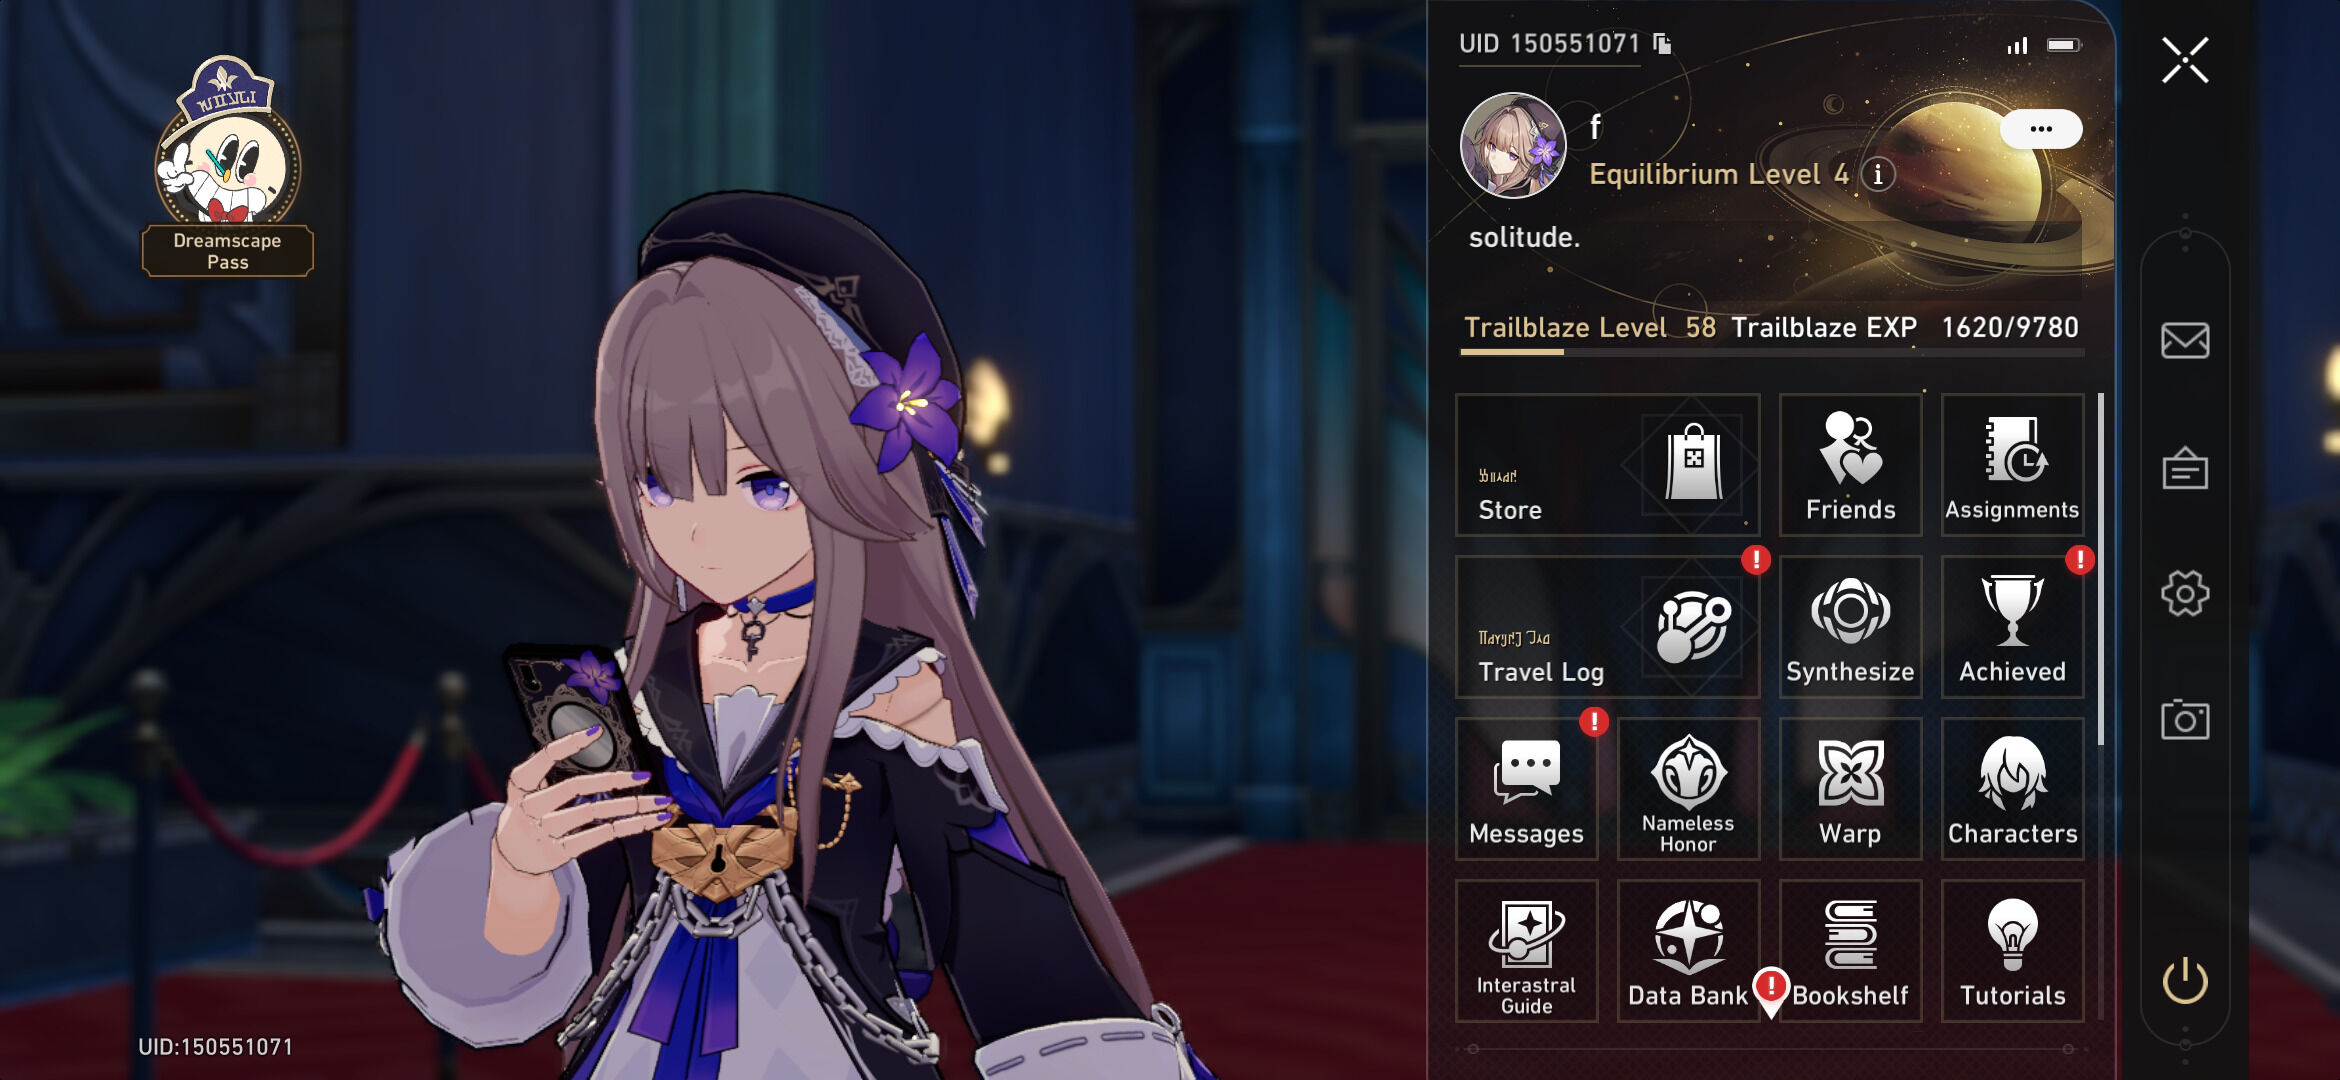 Dreamscape
Pass
UID:150551071
UID 150551071
f
Equilibrium Level 4
solitude.
Trailblaze Level 58 Trailblaze EXP 1620/9780
Store
Friends
Assignments
Travel Log
Synthesize
Achieved
Messages
Nameless
Honor
Warp
Characters
Interastral
Guide
Data Bank
Bookshelf
Tutorials